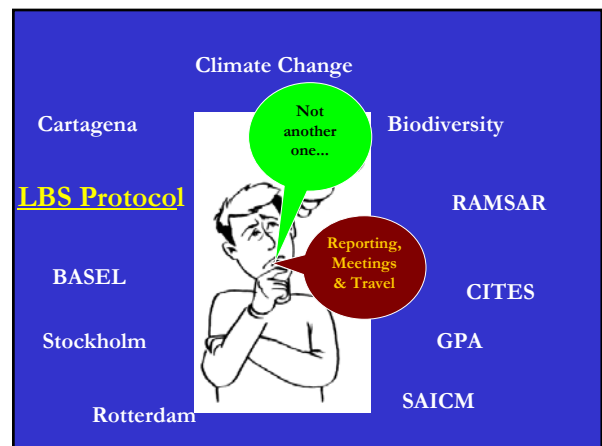 Climate Change
Not
another
one...
Cartagena
Biodiversity
LBS Protocol
RAMSAR
Reporting,
Meetings
& Travel
BASEL
CITES
Stockholm
GPA
SAICM
Rotterdam